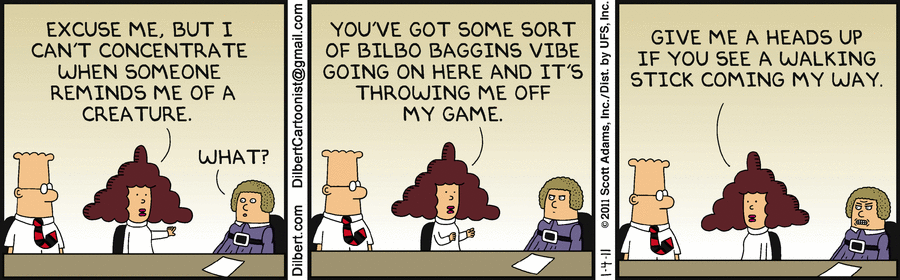 EXCUSE ME, BUT I
CAN'T CONCENTRATE
WHEN SOMEONE
REMINDS ME OF A
CREATURE.
WHAT?
Dilbert.com DilbertCartoonist@gmail.com
YOU'VE GOT SOME SORT
OF BILBO BAGGINS VIBE
GOING ON HERE AND IT'S
THROWING ME OFF
MY GAME.
1-4-11 © 2011 Scott Adams, Inc./Dist. by UFS, Inc.
GIVE ME A HEADS UP
IF YOU SEE A WALKING
STICK COMING MY WAY.